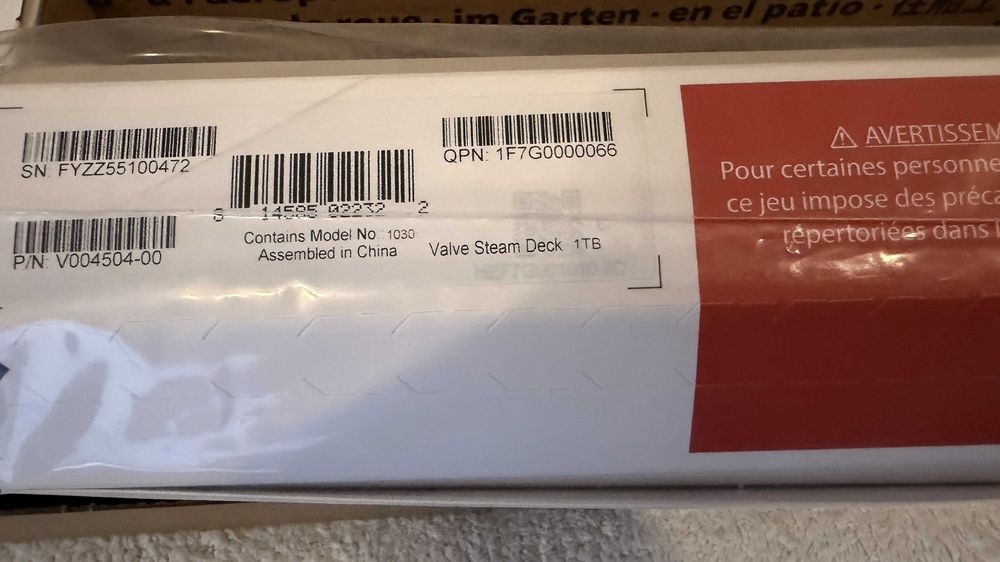 · im Garten · en el patio ·
SN: FYZZ55100472
QPN: 1F7G0000066
2
P/N: V004504-00
Contains Model No.: 1030
Assembled in China
Valve Steam Deck 1TB
⚠ AVERTISSEM
Pour certaines personne
ce jeu impose des préca
répertoriées dans l